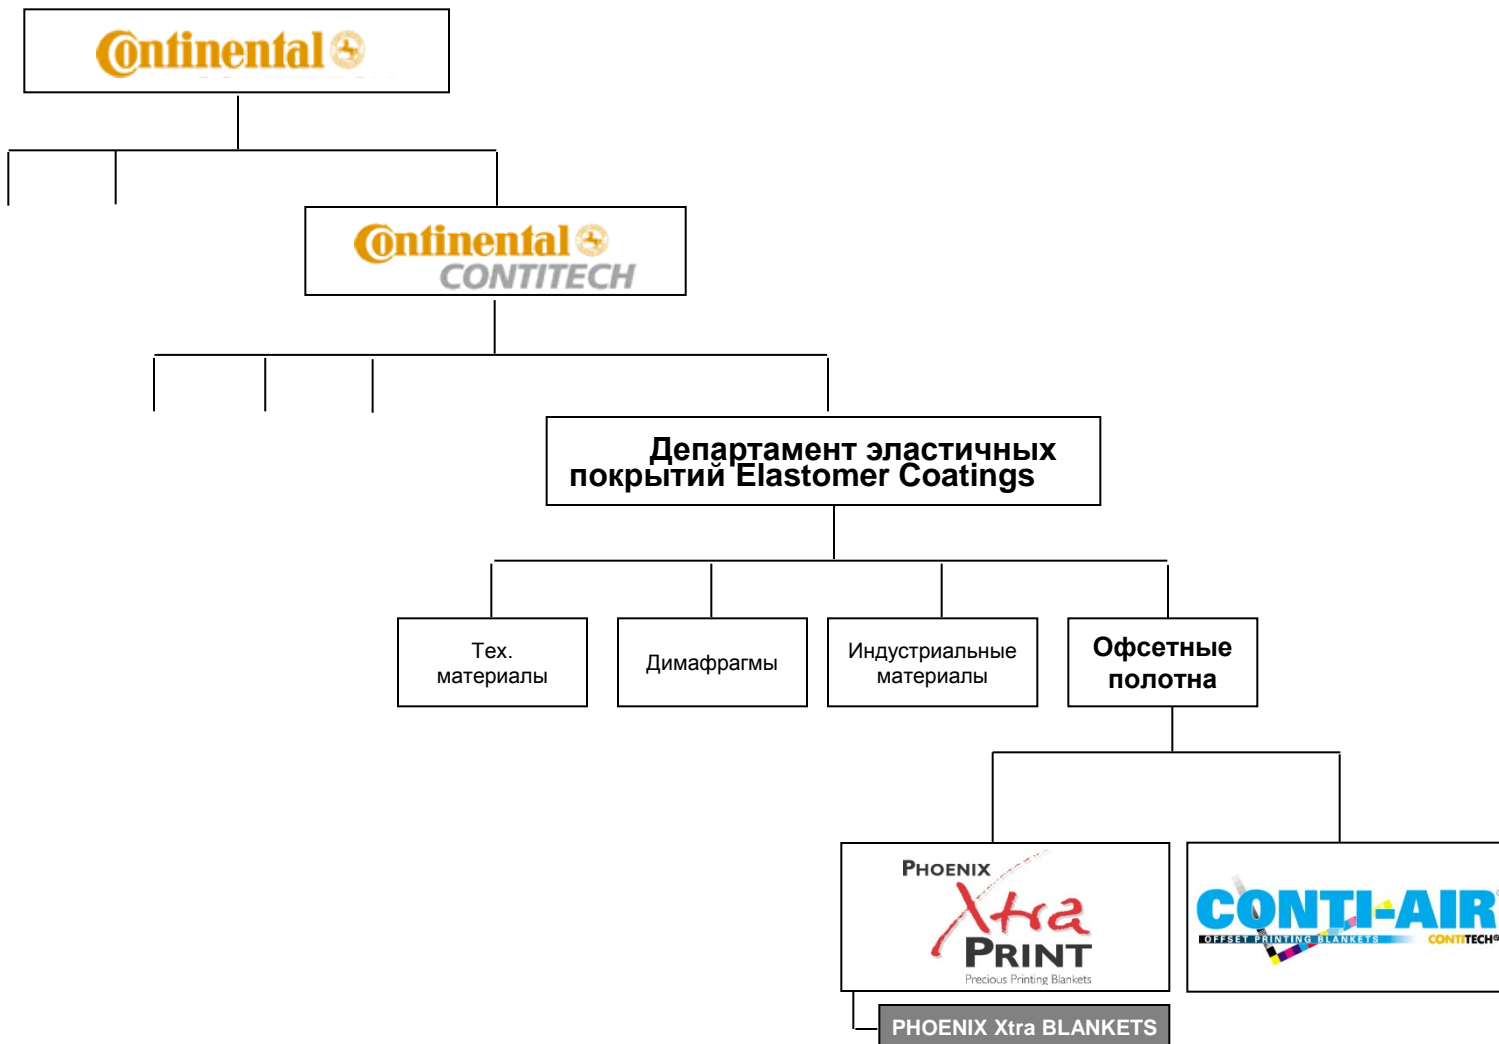 Continental
Continental
CONTITECH
Департамент эластичных
покрытий Elastomer Coatings
Тех.
материалы
Димафрагмы
Индустриальные
материалы
Офсетные
полотна
PHOENIX
Xtra
PRINT
Precious Printing Blankets
CONTI-AIR®
OFFSET PRINTING BLANKETS
CONTITECH
PHOENIX Xtra BLANKETS